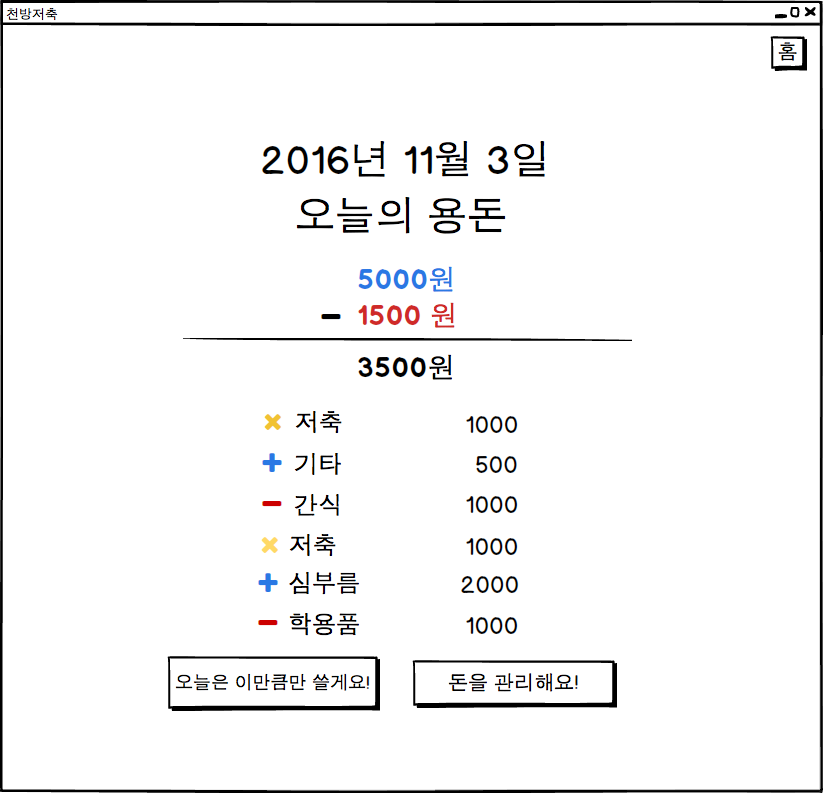 천방저축
홈
2016년 11월 3일
오늘의 용돈
5000원
- 1500 원
3500원
× 저축 1000
+ 기타 500
- 간식 1000
× 저축 1000
+ 심부름 2000
- 학용품 1000
오늘은 이만큼만 쓸게요! 돈을 관리해요!